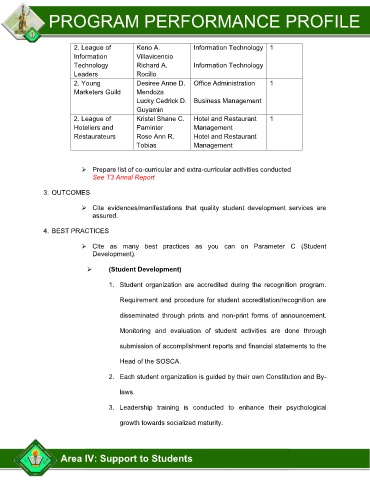 PROGRAM PERFORMANCE PROFILE
2. League of Information Technology Leaders | Keno A. Villavicencio | Information Technology | 1
Richard A. Rocillo | Information Technology
2. Young Marketers Guild | Desiree Anne D. Mendoza | Office Administration | 1
Lucky Cedrick D. Guyamin | Business Management
2. League of Hoteliers and Restaurateurs | Kristel Shane C. Paminter | Hotel and Restaurant Management | 1
Rose Ann R. Tobias | Hotel and Restaurant Management
➢ Prepare list of co-curricular and extra-curricular activities conducted
See T3 Annal Report
3. OUTCOMES
➢ Cite evidences/manifestations that quality student development services are
assured.
4. BEST PRACTICES
➢ Cite as many best practices as you can on Parameter C (Student
Development).
➢ (Student Development)
1. Student organization are accredited during the recognition program.
Requirement and procedure for student accreditation/recognition are
disseminated through prints and non-print forms of announcement.
Monitoring and evaluation of student activities are done through
submission of accomplishment reports and financial statements to the
Head of the SOSCA.
2. Each student organization is guided by their own Constitution and By-
laws.
3. Leadership training is conducted to enhance their psychological
growth towards socialized maturity.
Area IV: Support to Students